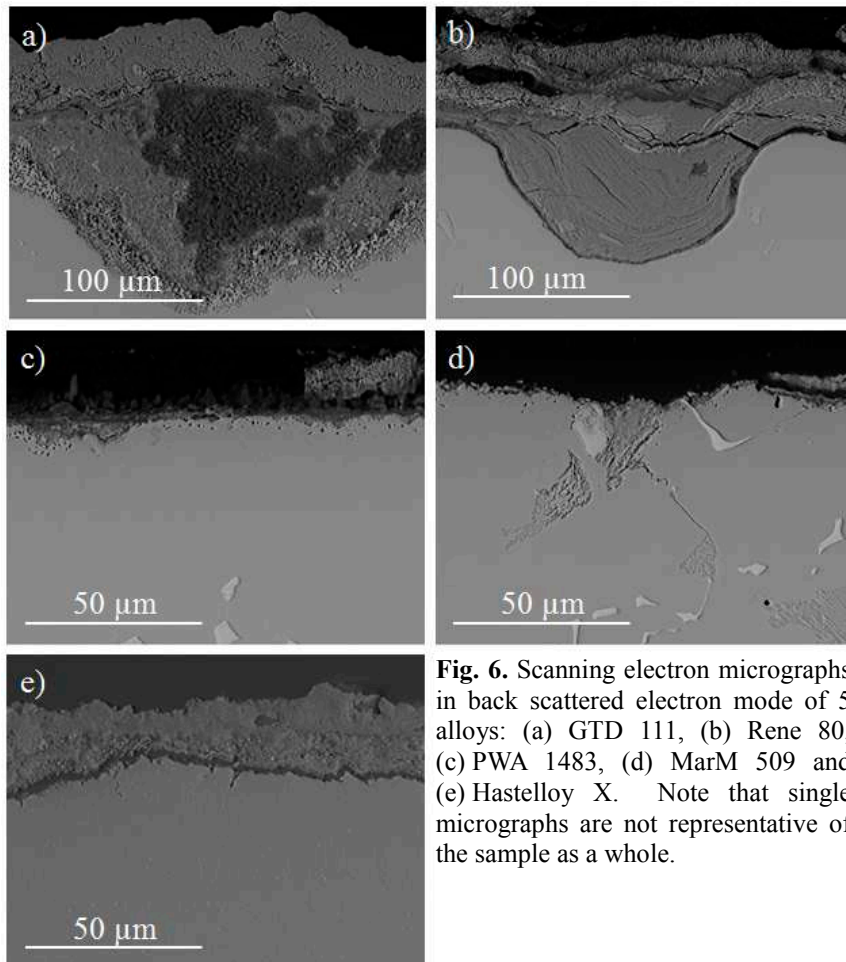 a)
b)
100 µm
100 µm
c)
d)
50 µm
50 µm
e)
50 µm
Fig. 6. Scanning electron micrographs
in back scattered electron mode of 5
alloys: (a) GTD 111, (b) Rene 80,
(c) PWA 1483, (d) MarM 509 and
(e) Hastelloy X. Note that single
micrographs are not representative of
the sample as a whole.